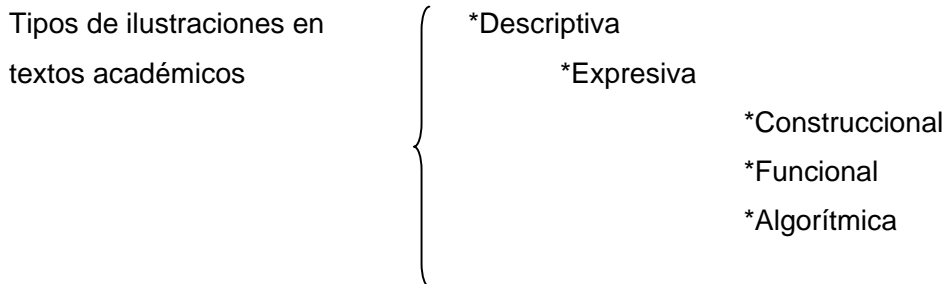 Tipos de ilustraciones en
textos académicos
*Descriptiva
*Expresiva
*Construccional
*Funcional
*Algorítmica